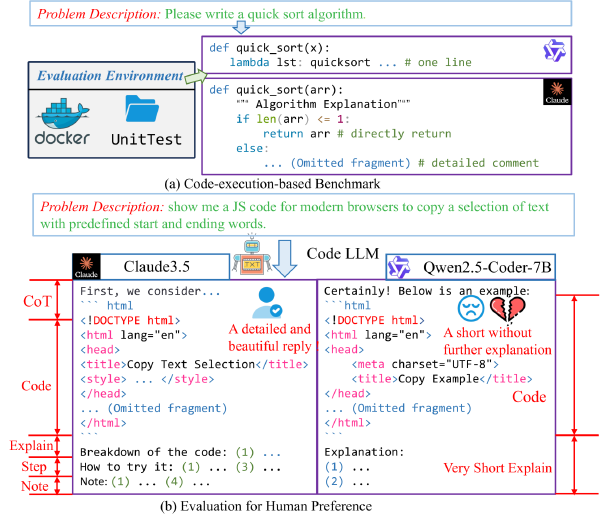 Problem Description: Please write a quick sort algorithm.
def quick_sort(x):
lambda lst: quicksort ... # one line
Evaluation Environment
docker
UnitTest
def quick_sort(arr):
""" Algorithm Explanation"""
Claude
if len(arr) <= 1:
return arr # directly return
else:
... (Omitted fragment) # detailed comment
(a) Code-execution-based Benchmark
Problem Description: show me a JS code for modern browsers to copy a selection of text
with predefined start and ending words.
TXT
Code LLM
Claude
Claude3.5
Qwen2.5-Coder-7B
CoT
First, we consider...
``` html
<!DOCTYPE html>
<html lang="en">
<head>
<title>Copy Text Selection</title>
<style> ... </style>
</head>
... (Omitted fragment)
</html>
```
A detailed and
beautiful reply
Code
Explain
Breakdown of the code: (1) ...
Step
How to try it: (1) ... (3) ...
Note
Note: (1) ... (4) ...
Certainly! Below is an example:
```html
<!DOCTYPE html>
<html lang="en">
<head>
<meta charset="UTF-8">
<title>Copy Example</title>
</head>
... (Omitted fragment)
</html>
```
A short without
further explanation
Code
Explanation:
(1) ...
(2) ...
Very Short Explain
(b) Evaluation for Human Preference